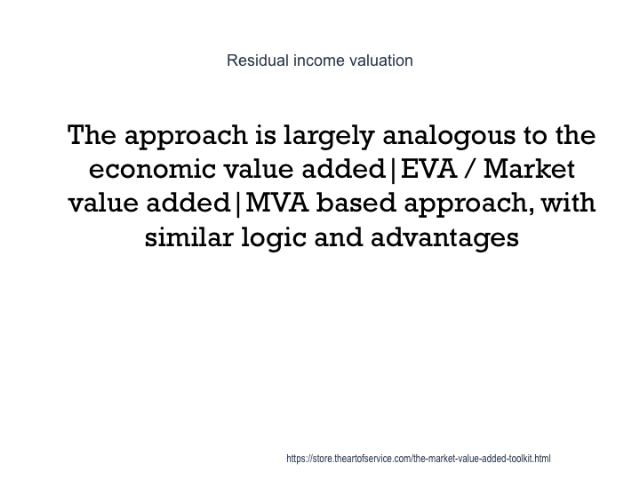 Residual income valuation
The approach is largely analogous to the
economic value added|EVA / Market
value added|MVA based approach, with
similar logic and advantages
https://store.theartofservice.com/the-market-value-added-toolkit.html